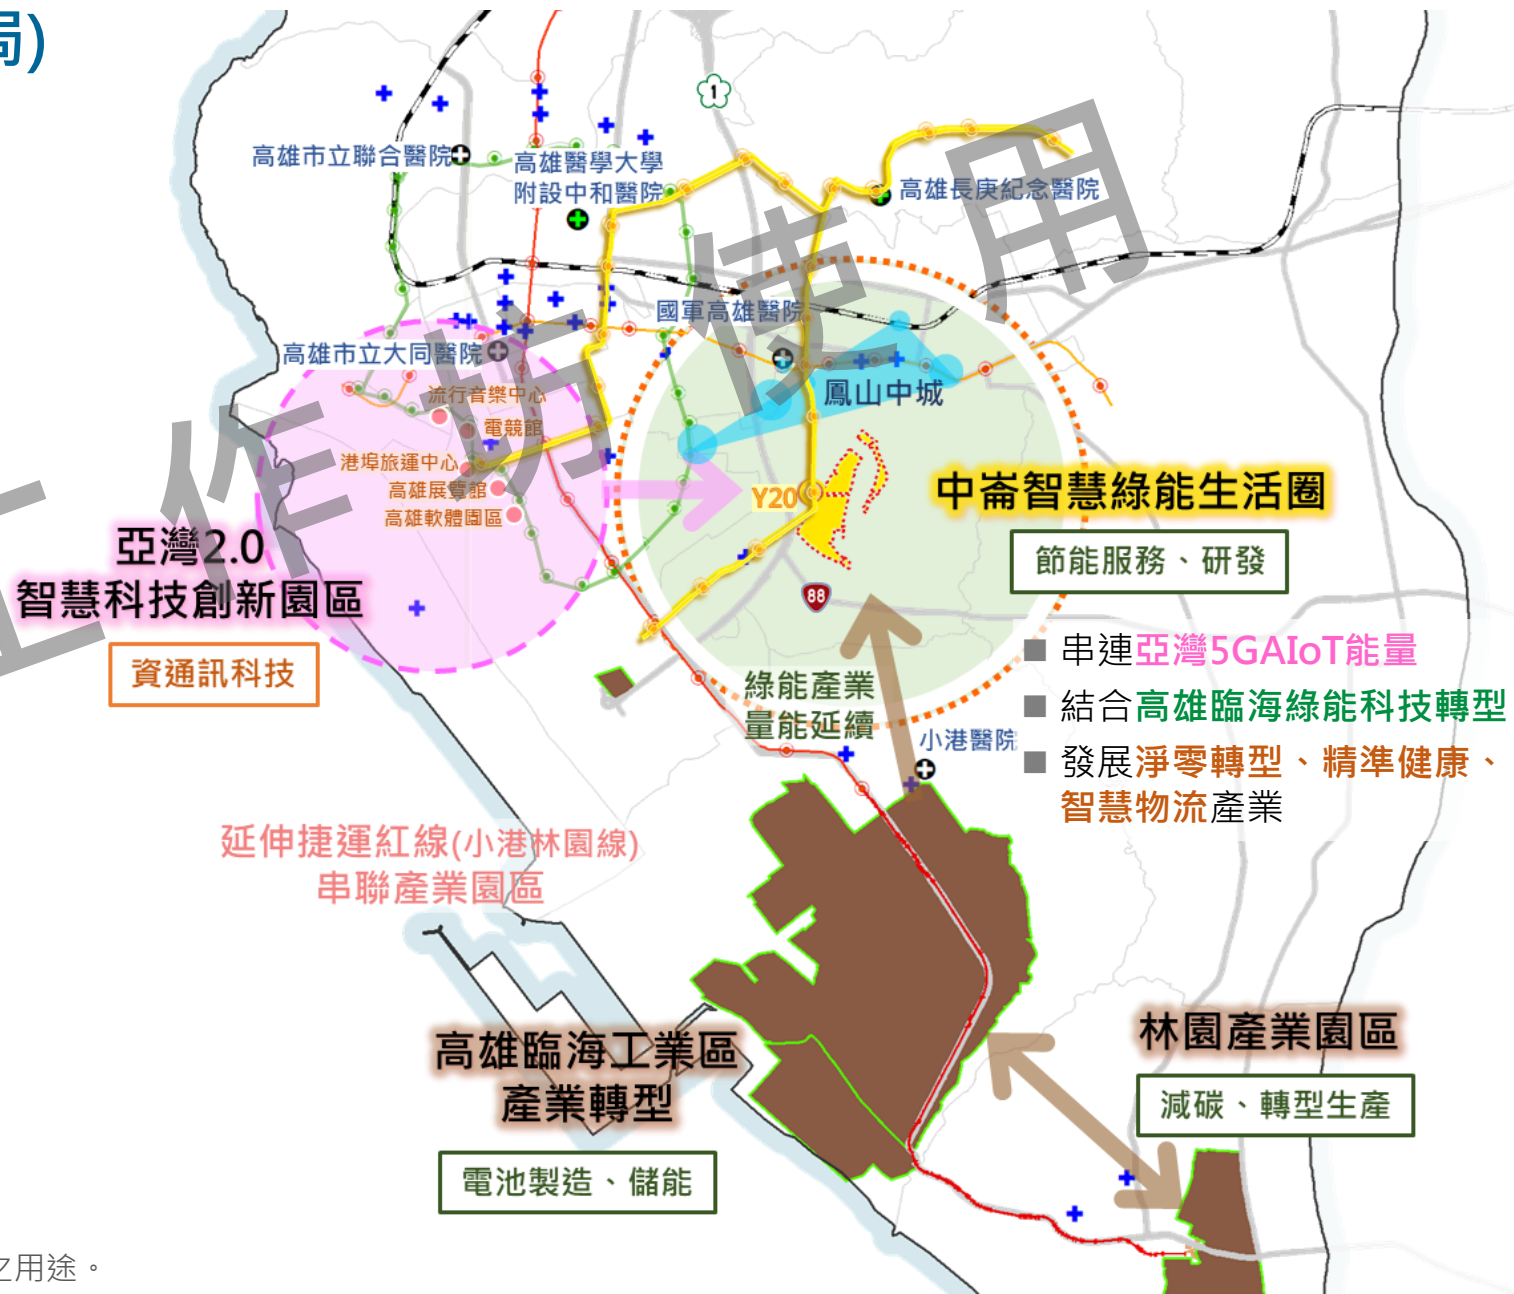 局)
1
高雄市立聯合醫院
高雄醫學大學
附設中和醫院
高雄長庚紀念醫院
國軍高雄醫院
高雄市立大同醫院
流行音樂中心
電競館
港埠旅運中心
高雄展覽館
高雄軟體園區
鳳山中城
Y20
中崙智慧綠能生活圈
節能服務、研發
亞灣2.0
智慧科技創新園區
資通訊科技
88
綠能產業
量能延續
小港醫院
■ 串連亞灣5GAIoT能量
■ 結合高雄臨海綠能科技轉型
■ 發展淨零轉型、精準健康、
智慧物流產業
延伸捷運紅線(小港林園線)
串聯產業園區
高雄臨海工業區
產業轉型
電池製造、儲能
林園產業園區
減碳、轉型生產
之用途。
工作坊使用